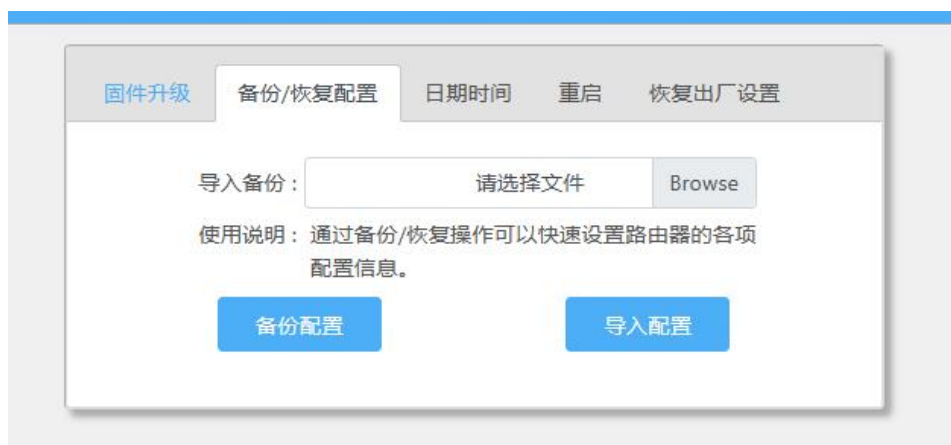 固件升级 备份/恢复配置 日期时间 重启 恢复出厂设置
导入备份： 请选择文件 Browse
使用说明： 通过备份/恢复操作可以快速设置路由器的各项
配置信息。
备份配置 导入配置